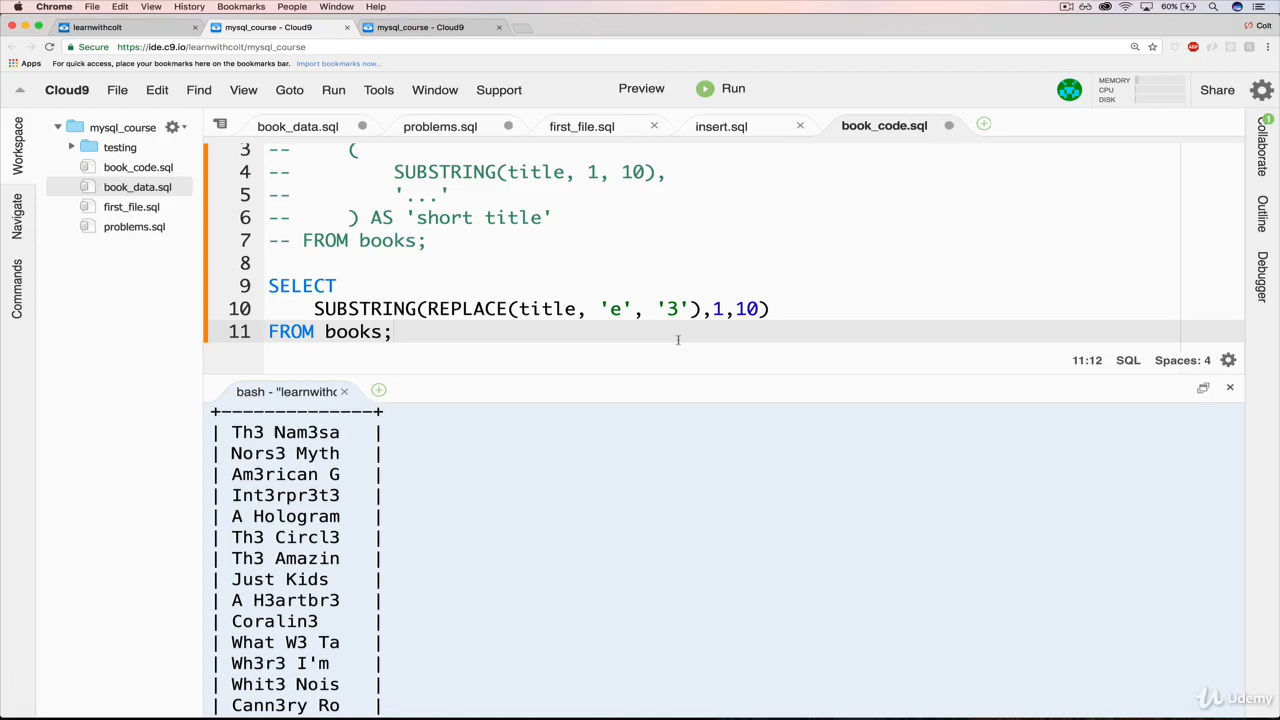 Chrome File Edit View History Bookmarks People Window Help 60%
learnwithcolt
mysql_course - Cloud9
mysql_course - Cloud9
Colt
Secure https://ide.c9.io/learnwithcolt/mysql_course
ABP
Apps For quick access, place your bookmarks here on the bookmarks bar. Import bookmarks now...
Cloud9 File Edit Find View Goto Run Tools Window Support Preview Run
MEMORY
CPU
DISK
Share
Workspace
Navigate
Commands
mysql_course
testing
book_code.sql
book_data.sql
first_file.sql
problems.sql
book_data.sql problems.sql first_file.sql insert.sql book_code.sql
3 -- (
4 -- SUBSTRING(title, 1, 10),
5 -- '...'
6 -- ) AS 'short title'
7 -- FROM books;
8
9 SELECT
10 SUBSTRING(REPLACE(title, 'e', '3'),1,10)
11 FROM books;
11:12 SQL Spaces: 4
1
Collaborate
Outline
Debugger
bash - "learnwithc
+--------------+
| Th3 Nam3sa |
| Nors3 Myth |
| Am3rican G |
| Int3rpr3t3 |
| A Hologram |
| Th3 Circl3 |
| Th3 Amazin |
| Just Kids |
| A H3artbr3 |
| Coralin3 |
| What W3 Ta |
| Wh3r3 I'm |
| Whit3 Nois |
| Cann3ry Ro |
Udemy